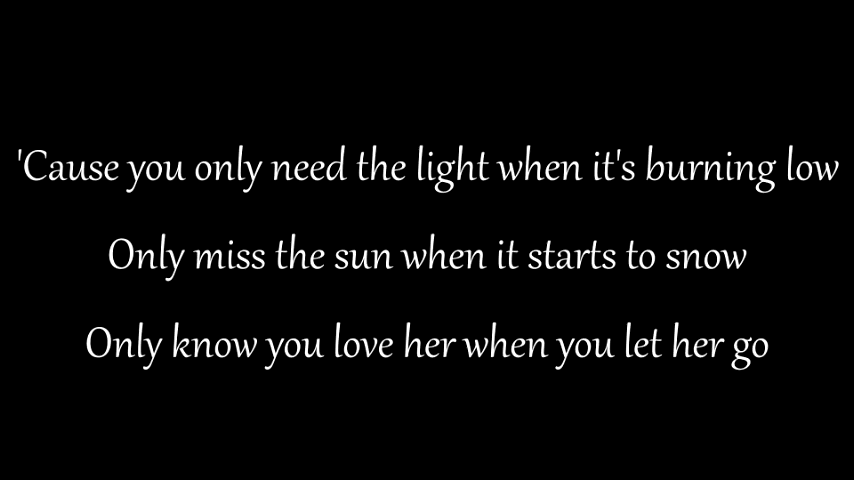 'Cause you only need the light when it's burning low
Only miss the sun when it starts to snow
Only know you love her when you let her go